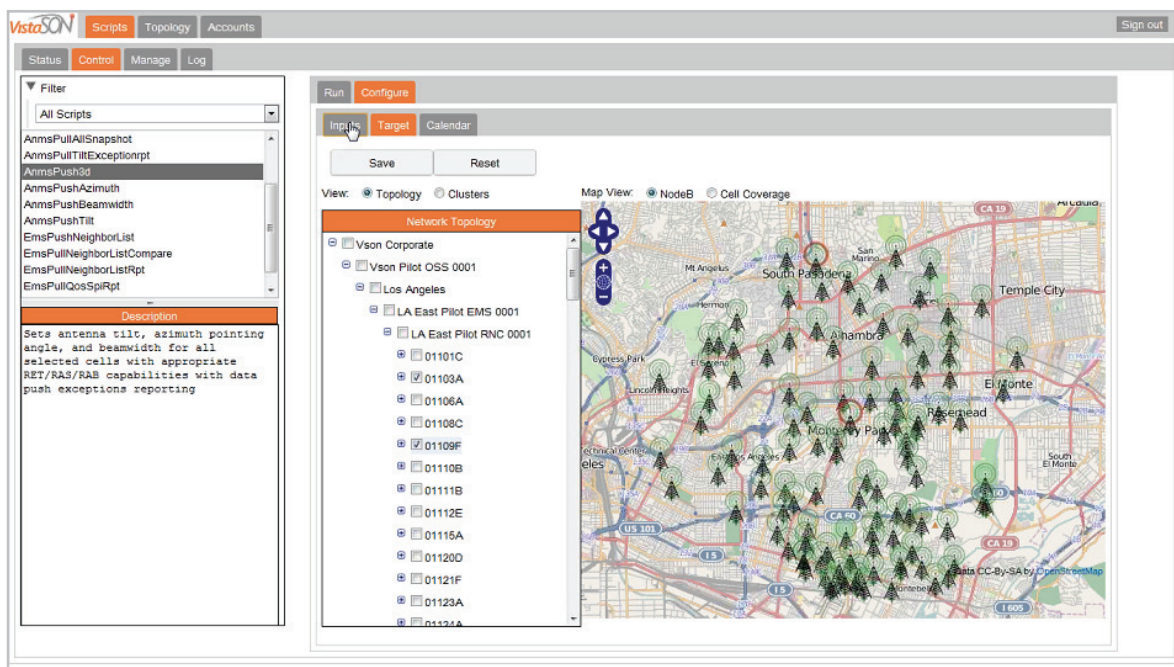 VistaSON Scripts Topology Accounts Sign out
Status Control Manage Log
Filter
All Scripts
AnmsPullAllSnapshot
AnmsPullTiltExceptionrpt
AnmsPush3d
AnmsPushAzimuth
AnmsPushBeamwidth
AnmsPushTilt
EmsPushNeighborList
EmsPullNeighborListCompare
EmsPullNeighborListRpt
EmsPullQosSpiRpt
Description
Sets antenna tilt, azimuth pointing
angle, and beamwidth for all
selected cells with appropriate
RET/RAS/RAB capabilities with data
push exceptions reporting
Run Configure
Inputs Target Calendar
Save Reset
View: Topology Clusters
Network Topology
Vson Corporate
Vson Pilot OSS 0001
Los Angeles
LA East Pilot EMS 0001
LA East Pilot RNC 0001
01101C
01103A
01106A
01108C
01109F
01110B
01111B
01112E
01115A
01120D
01121F
01123A
01124A
Map View: NodeB Cell Coverage
CA 19
Arcadia
San
Marino
Mt Angelus
South Pasadena
Temple City
Hermon
Alhambra
Cypress Park
El Sereno
Lincoln Heights
El Monte
Rosemead
Monterey Park
East Los Angeles
South
El Monte
CA 60
US 101
I 5
CA 19
Data CC-By-SA by OpenStreetMap
I 5
Montebello
I 605